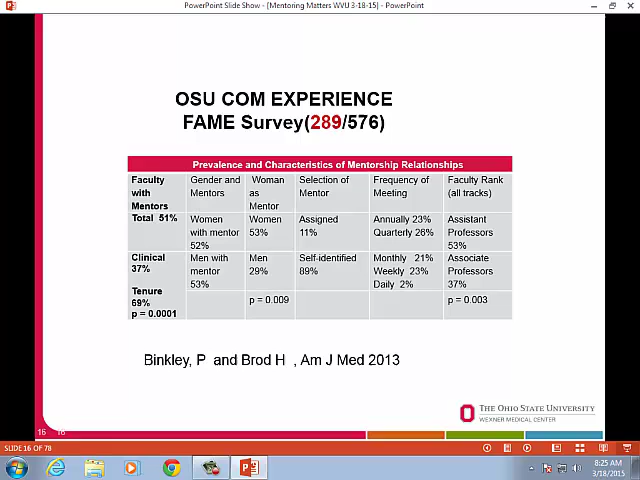 PowerPoint Slide Show - [Mentoring Matters WVU 3-18-15] - PowerPoint
OSU COM EXPERIENCE
FAME Survey(289/576)
Prevalence and Characteristics of Mentorship Relationships
Faculty with Mentors
Gender and Mentors
Woman as Mentor
Selection of Mentor
Frequency of Meeting
Faculty Rank (all tracks)
Total 51%
Women with mentor 52%
Women 53%
Assigned 11%
Annually 23%
Quarterly 26%
Assistant Professors 53%
Clinical 37%
Tenure 69%
p = 0.0001
Men with mentor 53%
Men 29%
Self-identified 89%
Monthly 21%
Weekly 23%
Daily 2%
Associate Professors 37%
p = 0.009
p = 0.003
Binkley, P and Brod H , Am J Med 2013
THE OHIO STATE UNIVERSITY
WEXNER MEDICAL CENTER
16 16
SLIDE 16 OF 78
8:25 AM
3/18/2015